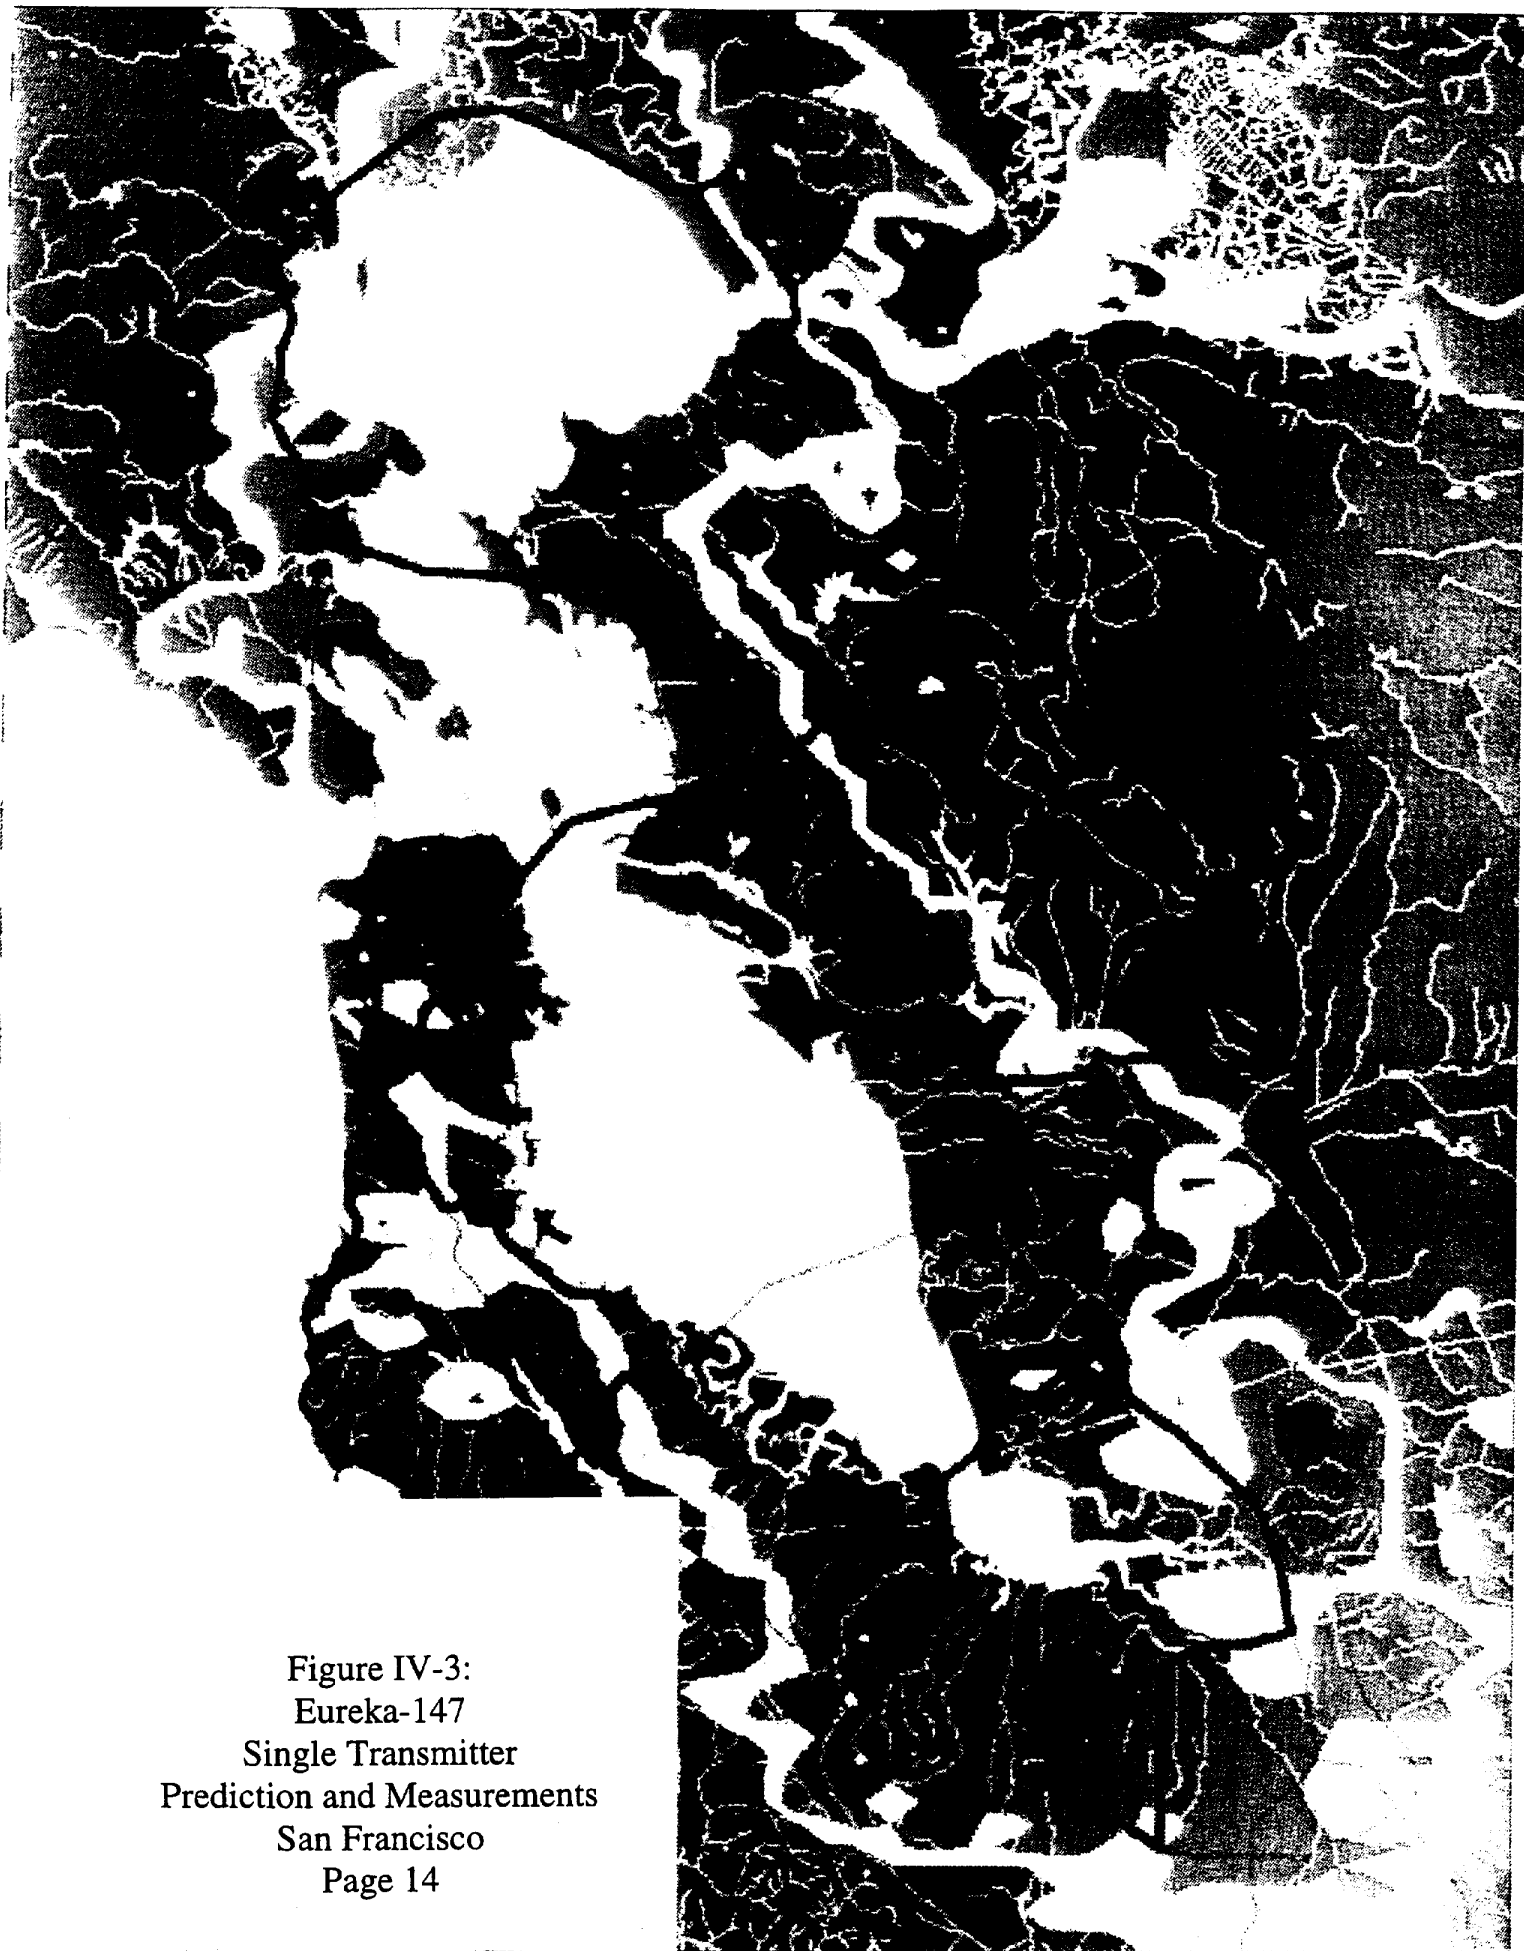 Figure IV-3:
Eureka-147
Single Transmitter
Prediction and Measurements
San Francisco
Page 14